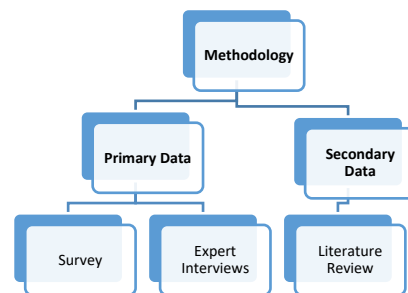 Methodology
Primary Data
Secondary
Data
Survey
Expert
Interviews
Literature
Review